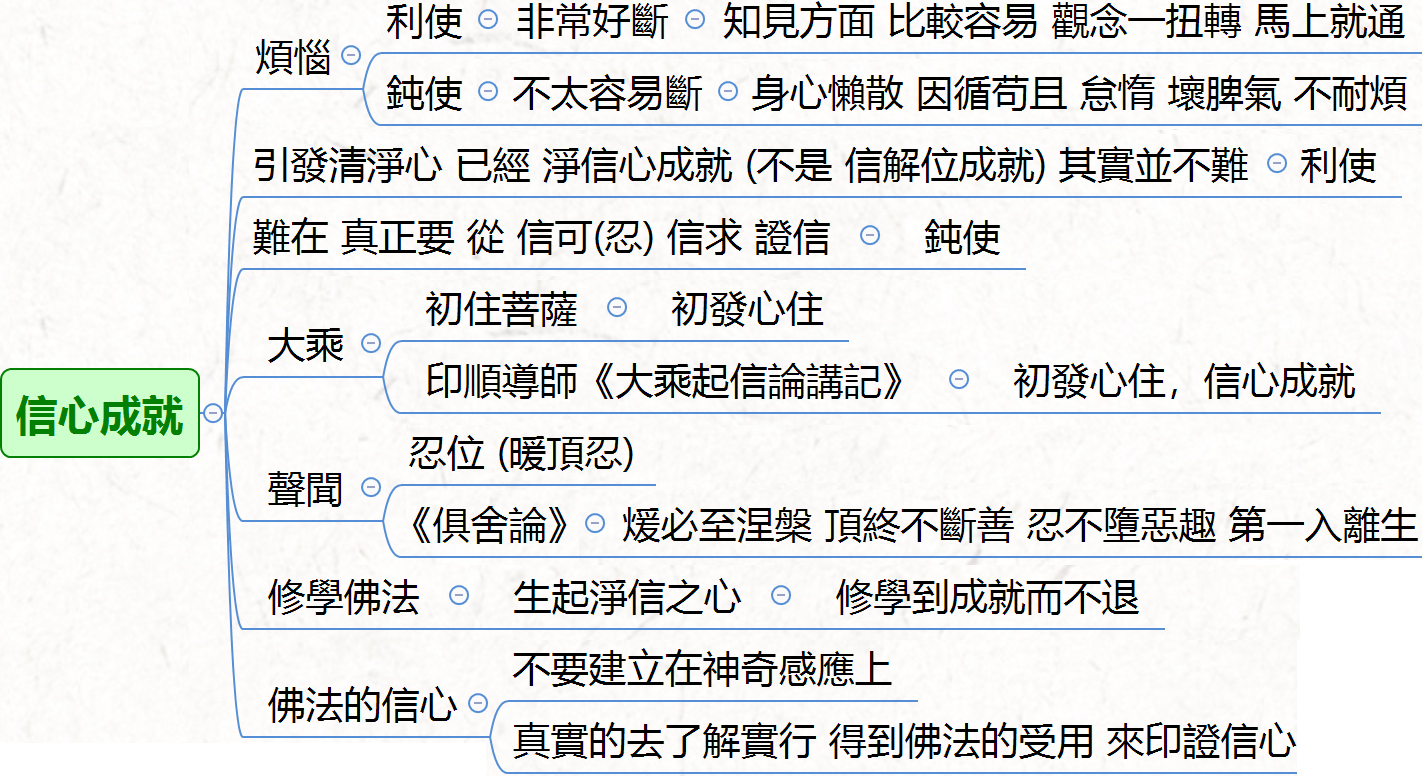 利使 非常好斷 知見方面 比較容易 觀念一扭轉 馬上就通
煩惱
鈍使 不太容易斷 身心懶散 因循苟且 怠惰 壞脾氣 不耐煩
引發清淨心 已經 淨信心成就 (不是 信解位成就) 其實並不難 利使
難在 真正要 從 信可(忍) 信求 證信 鈍使
初住菩薩 初發心住
大乘
印順導師《大乘起信論講記》 初發心住，信心成就
信心成就
忍位 (暖頂忍)
聲聞
《俱舍論》 煖必至涅槃 頂終不斷善 忍不墮惡趣 第一入離生
修學佛法 生起淨信之心 修學到成就而不退
不要建立在神奇感應上
佛法的信心
真實的去了解實行 得到佛法的受用 來印證信心